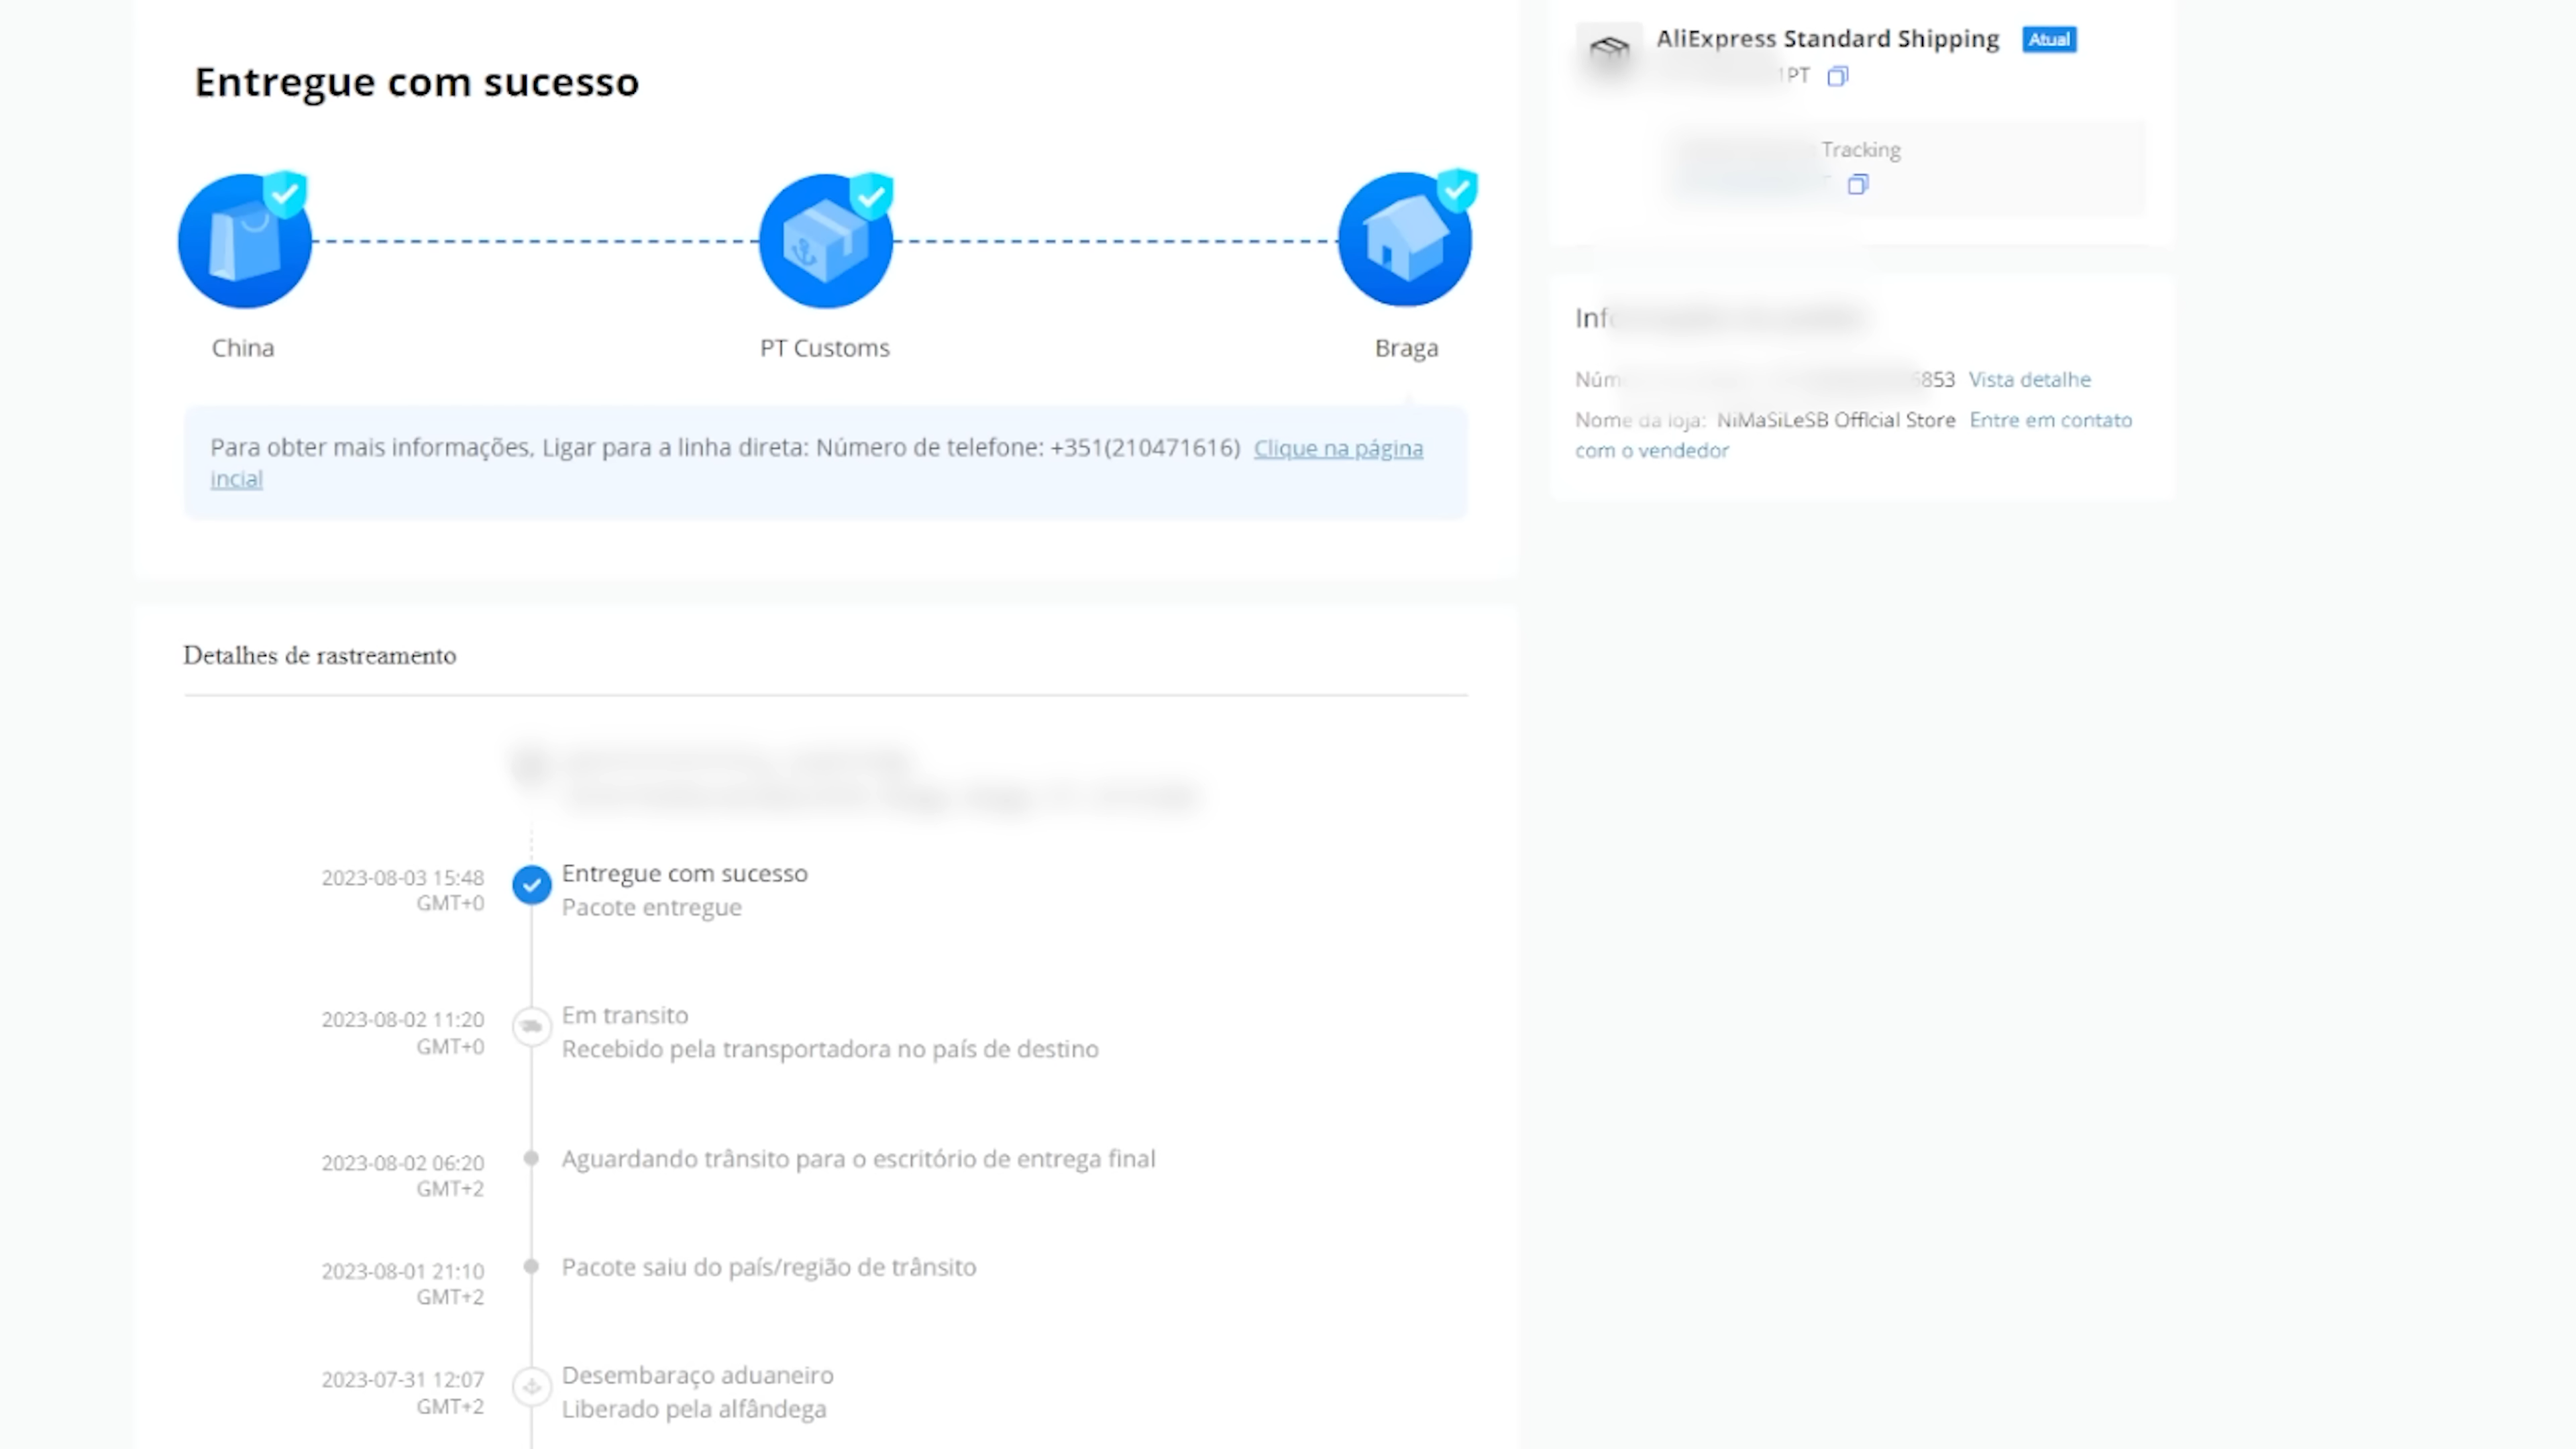 Entregue com sucesso
China
PT Customs
Braga
Para obter mais informações, Ligar para a linha direta: Número de telefone: +351(210471616) Clique na página
incial
Detalhes de rastreamento
2023-08-03 15:48
GMT+0
Entregue com sucesso
Pacote entregue
2023-08-02 11:20
GMT+0
Em transito
Recebido pela transportadora no país de destino
2023-08-02 06:20
GMT+2
Aguardando trânsito para o escritório de entrega final
2023-08-01 21:10
GMT+2
Pacote saiu do país/região de trânsito
2023-07-31 12:07
GMT+2
Desembaraço aduaneiro
Liberado pela alfândega
AliExpress Standard Shipping Atual
PT
Tracking
853 Vista detalhe
Nome da loja: NiMaSiLeSB Offlcial Store Entre em contato
com o vendedor